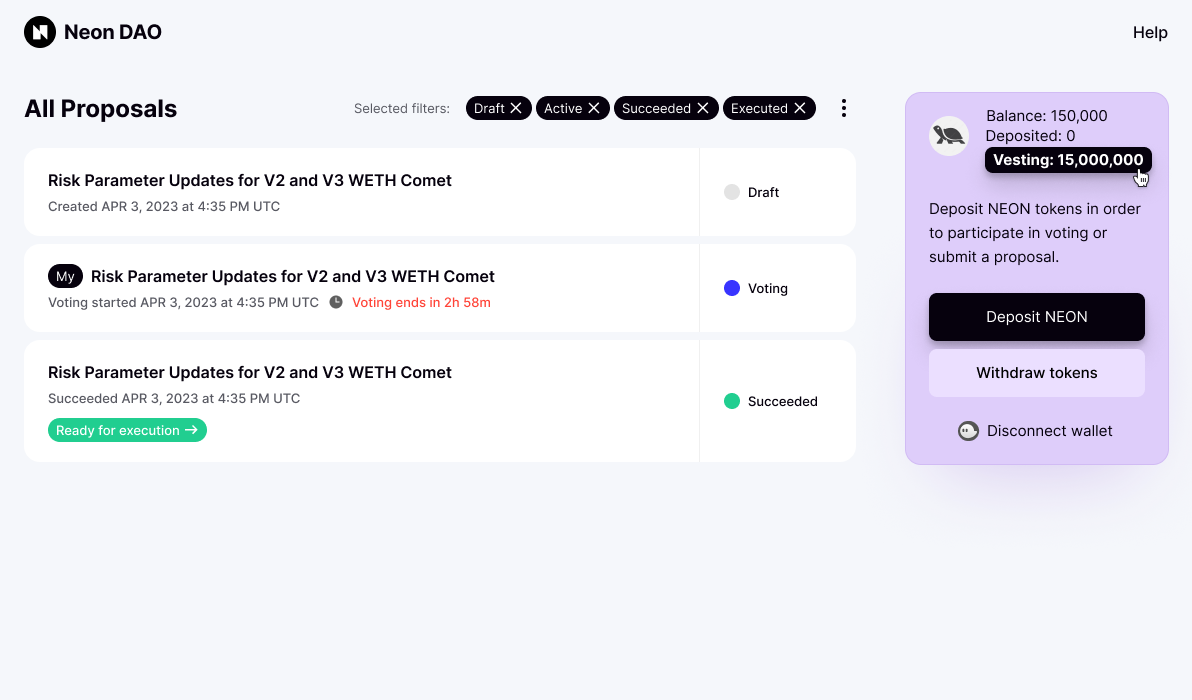 Neon DAO
Help
All Proposals
Selected filters:
Draft
Active
Succeeded
Executed
Risk Parameter Updates for V2 and V3 WETH Comet
Created APR 3, 2023 at 4:35 PM UTC
Draft
My Risk Parameter Updates for V2 and V3 WETH Comet
Voting started APR 3, 2023 at 4:35 PM UTC Voting ends in 2h 58m
Voting
Risk Parameter Updates for V2 and V3 WETH Comet
Succeeded APR 3, 2023 at 4:35 PM UTC
Ready for execution →
Succeeded
Balance: 150,000
Deposited: 0
Vesting: 15,000,000
Deposit NEON tokens in order
to participate in voting or
submit a proposal.
Deposit NEON
Withdraw tokens
Disconnect wallet